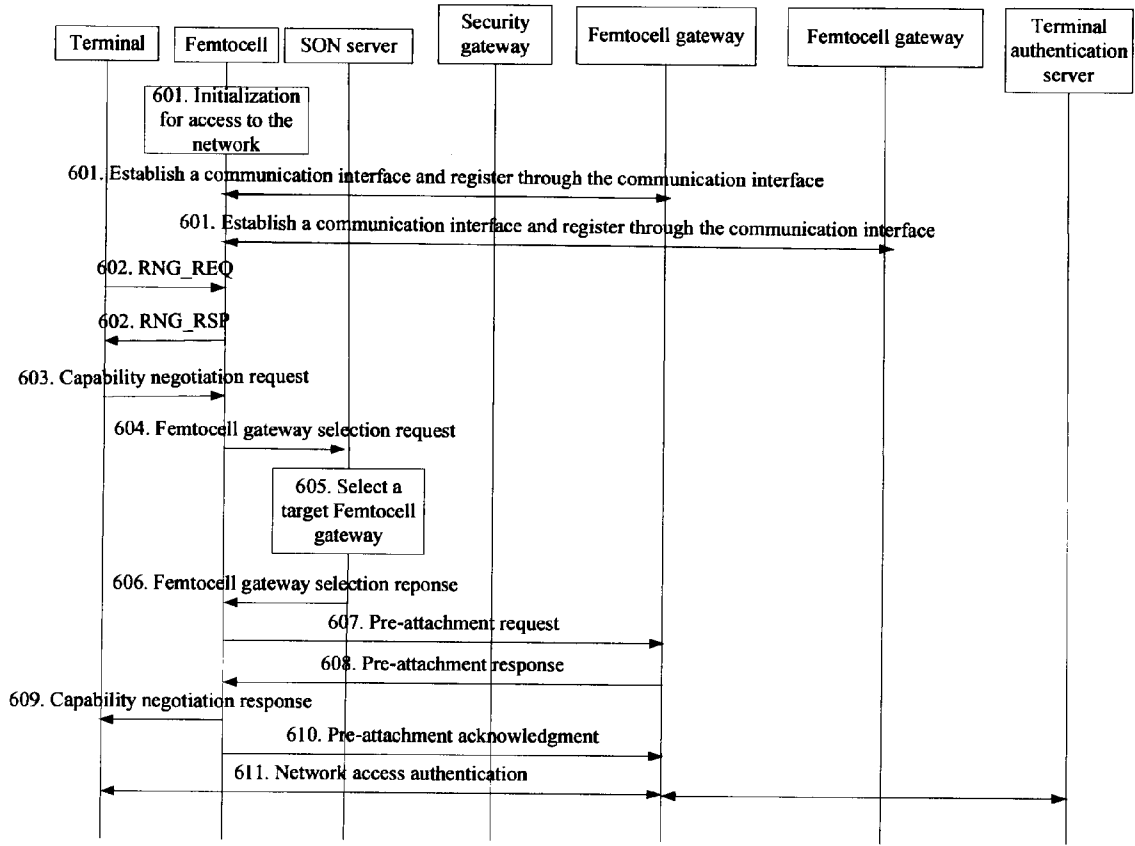 Terminal
Femtocell
SON server
Security
gateway
Femtocell gateway
Femtocell gateway
Terminal
authentication
server
601. Initialization
for access to the
network
601. Establish a communication interface and register through the communication interface
601. Establish a communication interface and register through the communication interface
602. RNG_REQ
602. RNG_RSP
603. Capability negotiation request
604. Femtocell gateway selection request
605. Select a
target Femtocell
gateway
606. Femtocell gateway selection reponse
607. Pre-attachment request
608. Pre-attachment response
609. Capability negotiation response
610. Pre-attachment acknowledgment
611. Network access authentication